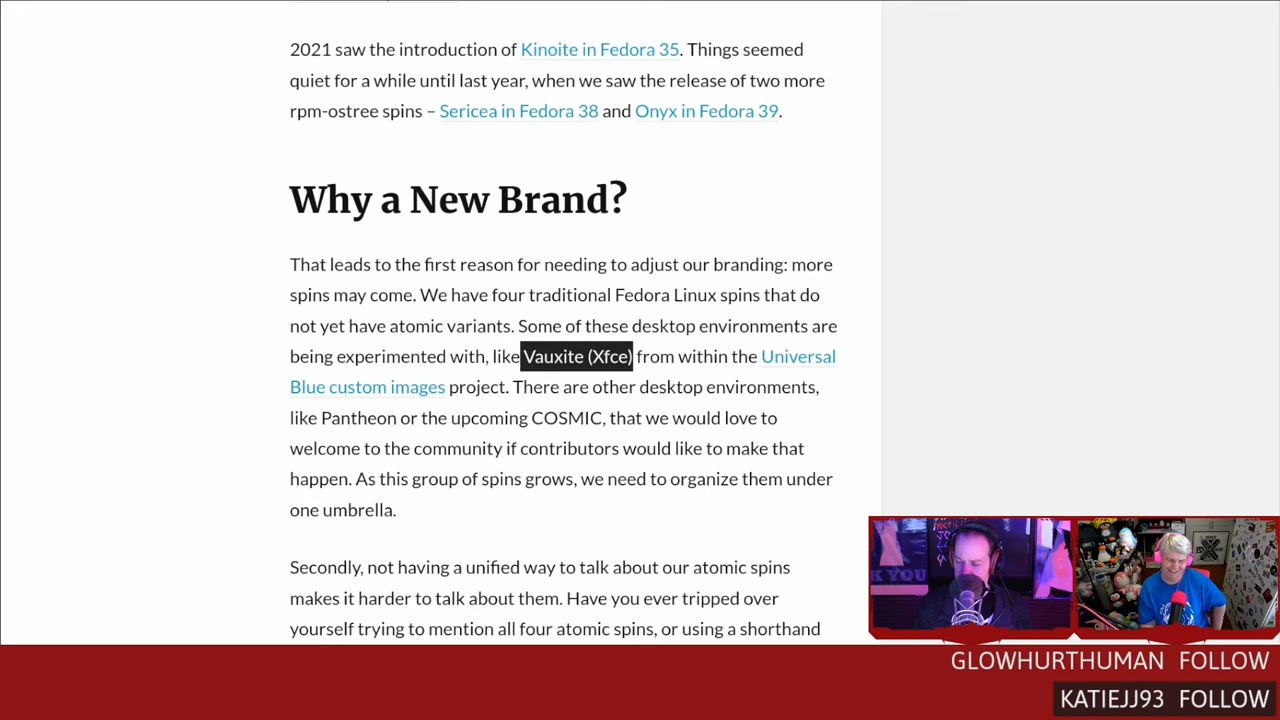 2021 saw the introduction of Kinoite in Fedora 35. Things seemed
quiet for a while until last year, when we saw the release of two more
rpm-ostree spins – Sericea in Fedora 38 and Onyx in Fedora 39.
Why a New Brand?
That leads to the first reason for needing to adjust our branding: more
spins may come. We have four traditional Fedora Linux spins that do
not yet have atomic variants. Some of these desktop environments are
being experimented with, like Vauxite (Xfce) from within the Universal
Blue custom images project. There are other desktop environments,
like Pantheon or the upcoming COSMIC, that we would love to
welcome to the community if contributors would like to make that
happen. As this group of spins grows, we need to organize them under
one umbrella.
Secondly, not having a unified way to talk about our atomic spins
makes it harder to talk about them. Have you ever tripped over
yourself trying to mention all four atomic spins, or using a shorthand
GLOWHURTHUMAN FOLLOW
KATIEJJ93 FOLLOW